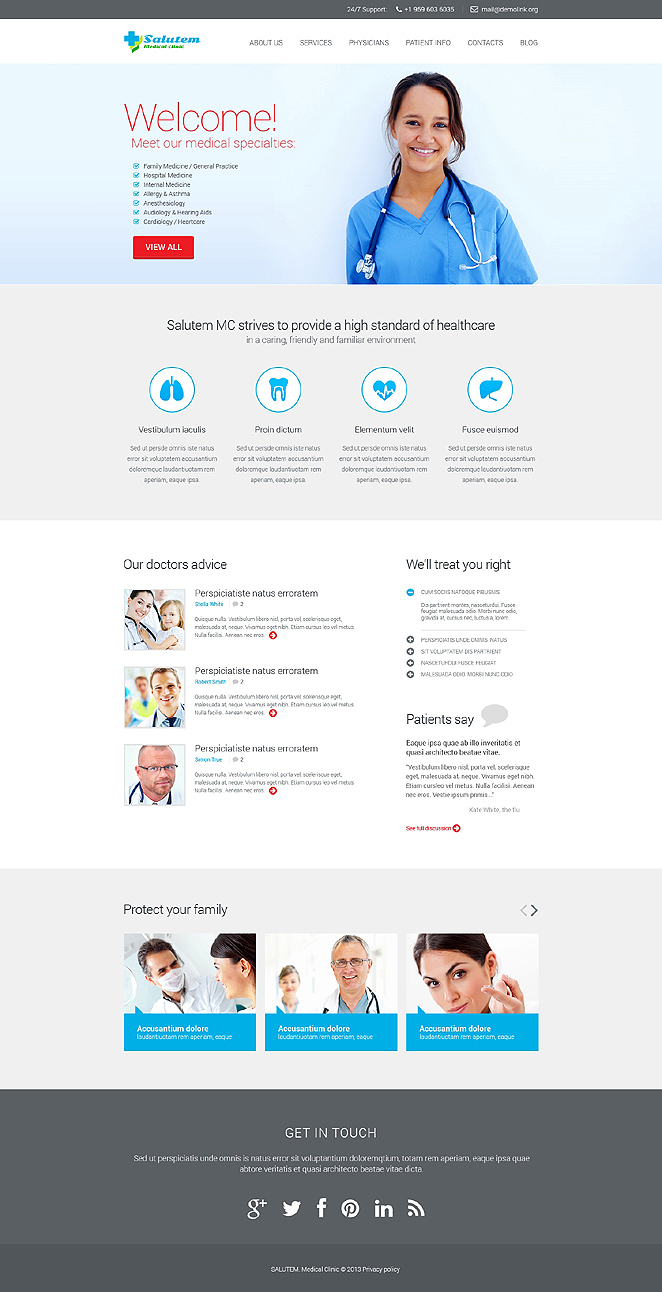 24/7 Support: +1 959 603 6035 mail@demolink.org
Salutem
Medical Clinic
ABOUT US SERVICES PHYSICIANS PATIENT INFO CONTACTS BLOG
Welcome!
Meet our medical specialties:
Family Medicine / General Practice
Hospital Medicine
Internal Medicine
Allergy & Asthma
Anesthesiology
Audiology & Hearing Aids
Cardiology / Heartcare
VIEW ALL
Salutem MC strives to provide a high standard of healthcare
in a caring, friendly and familiar environment
Vestibulum iaculis
Sed ut perside omnis iste natus
error sit voluptatem accusantium
doloremque laudantiuotam rem
aperiam, eaque ipsa.
Proin dictum
Sed ut perside omnis iste natus
error sit voluptatem accusantium
doloremque laudantiuotam rem
aperiam, eaque ipsa.
Elementum velit
Sed ut perside omnis iste natus
error sit voluptatem accusantium
doloremque laudantiuotam rem
aperiam, eaque ipsa.
Fusce euismod
Sed ut perside omnis iste natus
error sit voluptatem accusantium
doloremque laudantiuotam rem
aperiam, eaque ipsa.
Our doctors advice
Perspiciatiste natus erroratem
Stella White 2
Quisque nulla. Vestibulum libero nisl, porta vel, scelerisque eget,
malesuada at, neque. Vivamus eget nibh. Etiam cursus leo vel metus.
Nulla facilisi. Aenean nec eros.
Perspiciatiste natus erroratem
Robert Smith 2
Quisque nulla. Vestibulum libero nisl, porta vel, scelerisque eget,
malesuada at, neque. Vivamus eget nibh. Etiam cursus leo vel metus.
Nulla facilisi. Aenean nec eros.
Perspiciatiste natus erroratem
Simon True 2
Quisque nulla. Vestibulum libero nisl, porta vel, scelerisque eget,
malesuada at, neque. Vivamus eget nibh. Etiam cursus leo vel metus.
Nulla facilisi. Aenean nec eros.
We'll treat you right
CUM SOCIIS NATOQUE PIBUSMS
Dis partrient montes, nasceturdui. Fusce
feugiat malesuada odio. Morbi nunc odio,
gravida at, cursus nec, luctus a, lorem.
PERSPICIATIS UNDE OMNIS NATUS
SIT VOLUPTATEM DIS PARTRIENT
NASCETURDUI FUSCE FEUGIAT
MALESUADA ODIO MORBI NUNC ODIO
Patients say
Eaque ipsa quae ab illo inveritatis et
quasi architecto beatae vitae.
"Vestibulum libero nisl, porta vel, scelerisque
eget, malesuada at, neque. Vivamus eget nibh.
Etiam cursleo vel metus. Nulla facilisi. Aenean
nec eros. Vestie ipsum primis..."
Kate White, the flu
See full discussion
Protect your family
Accusantium dolore
laudantiuotam rem aperiam, eaque
Accusantium dolore
laudantiuotam rem aperiam, eaque
Accusantium dolore
laudantiuotam rem aperiam, eaque
GET IN TOUCH
Sed ut perspiciatis unde omnis is natus error sit voluptantium doloremqtium, totam rem aperiam, eaque ipsa quae
abtore veritatis et quasi architecto beatae vitae dicta.
SALUTEM. Medical Clinic © 2013 Privacy policy